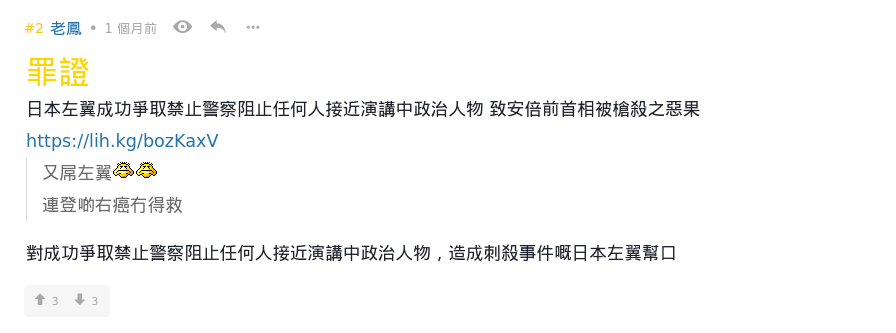 #2 老鳳 • 1 個月前
罪證
日本左翼成功爭取禁止警察阻止任何人接近演講中政治人物 致安倍前首相被槍殺之惡果
https://lih.kg/bozKaxV
又屌左翼
連登啲右癌冇得救
對成功爭取禁止警察阻止任何人接近演講中政治人物，造成刺殺事件嘅日本左翼幫口
3 3